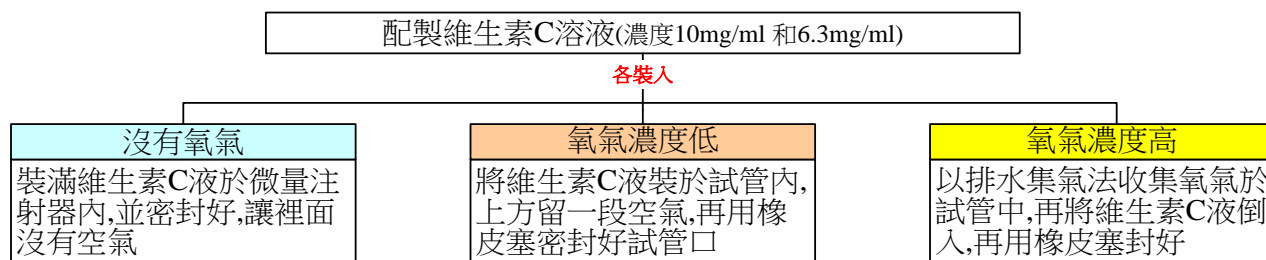 配製維生素C溶液(濃度10mg/ml 和6.3mg/ml)
各裝入
沒有氧氣
裝滿維生素C液於微量注
射器內,並密封好,讓裡面
沒有空氣
氧氣濃度低
將維生素C液裝於試管內,
上方留一段空氣,再用橡
皮塞密封好試管口
氧氣濃度高
以排水集氣法收集氧氣於
試管中,再將維生素C液倒
入,再用橡皮塞封好